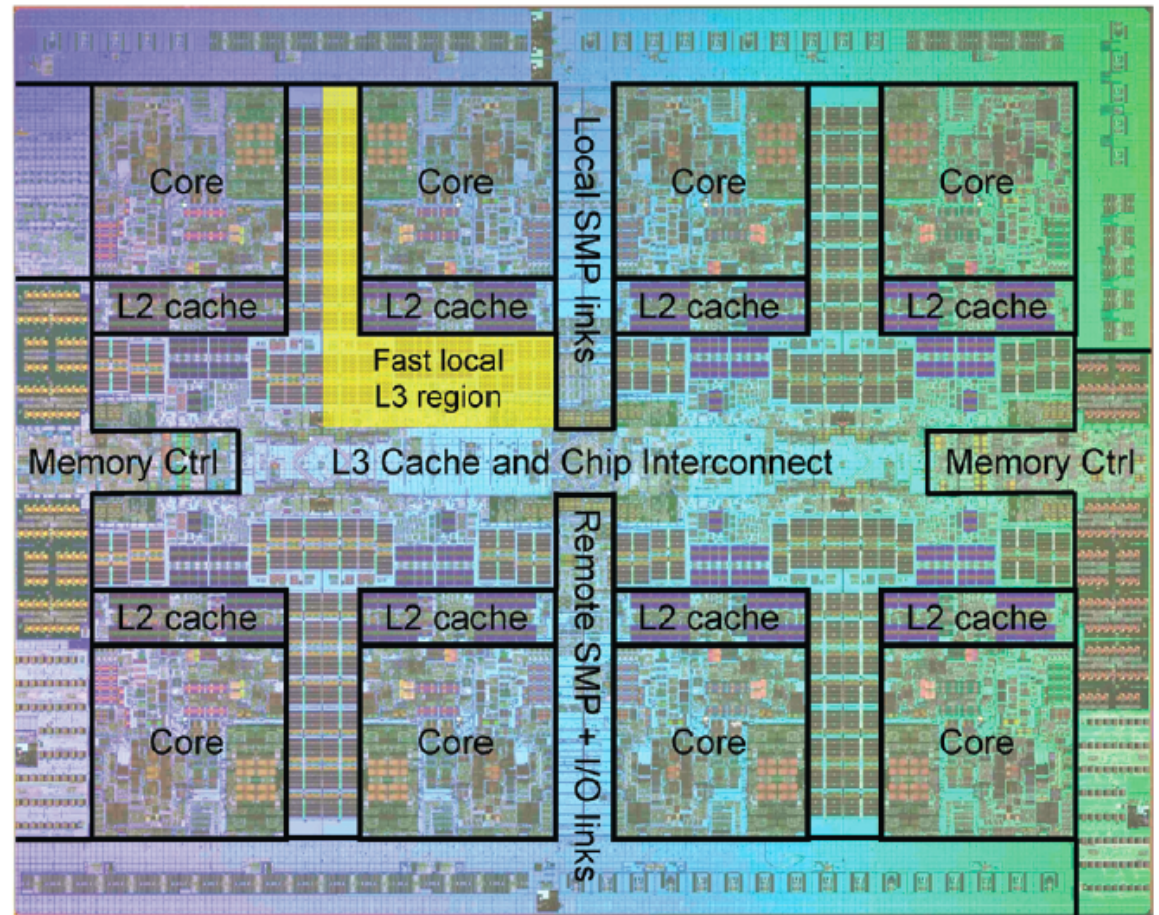 Core
Core
Core
Core
Local SMP links
L2 cache
L2 cache
L2 cache
L2 cache
Fast local
L3 region
Memory Ctrl
L3 Cache and Chip Interconnect
Memory Ctrl
Remote SMP + I/O links
L2 cache
L2 cache
L2 cache
L2 cache
Core
Core
Core
Core